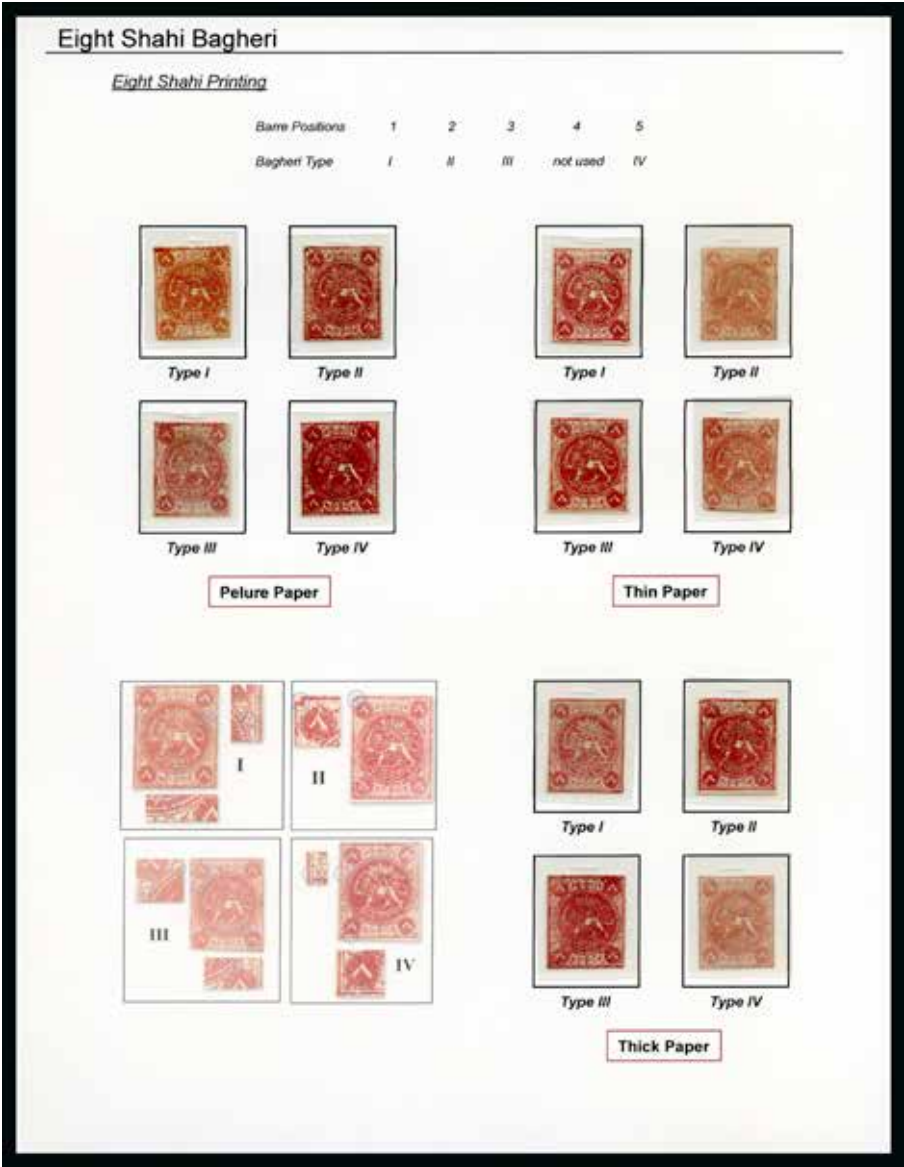 Eight Shahi Bagheri
Eight Shahi Printing
Barre Positions 1 2 3 4 5
Bagheri Type I II III not used IV
Type I Type II
Type III Type IV
Pelure Paper
Type I Type II
Type III Type IV
Thin Paper
I
II
III
IV
Type I Type II
Type III Type IV
Thick Paper